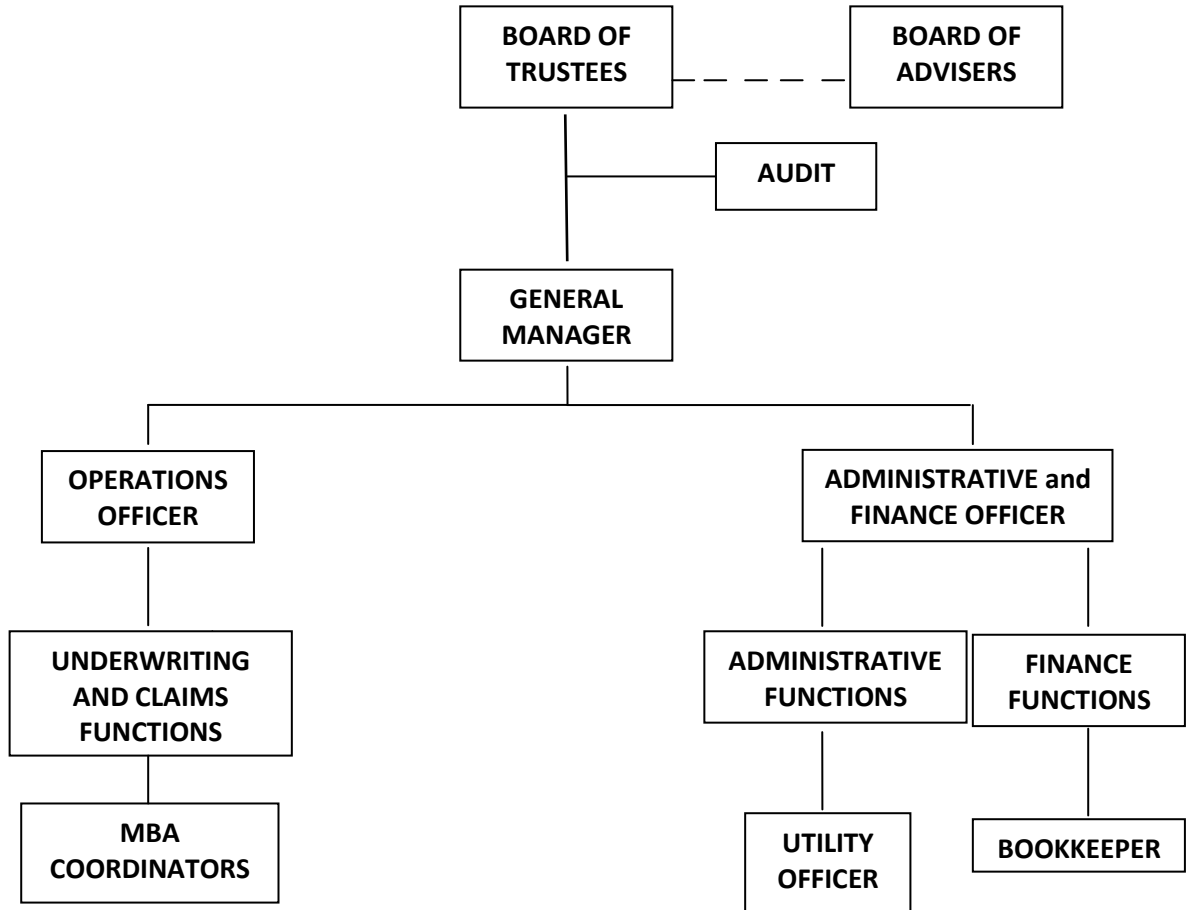 BOARD OF
TRUSTEES
BOARD OF
ADVISERS
AUDIT
GENERAL
MANAGER
OPERATIONS
OFFICER
ADMINISTRATIVE and
FINANCE OFFICER
UNDERWRITING
AND CLAIMS
FUNCTIONS
ADMINISTRATIVE
FUNCTIONS
FINANCE
FUNCTIONS
MBA
COORDINATORS
UTILITY
OFFICER
BOOKKEEPER